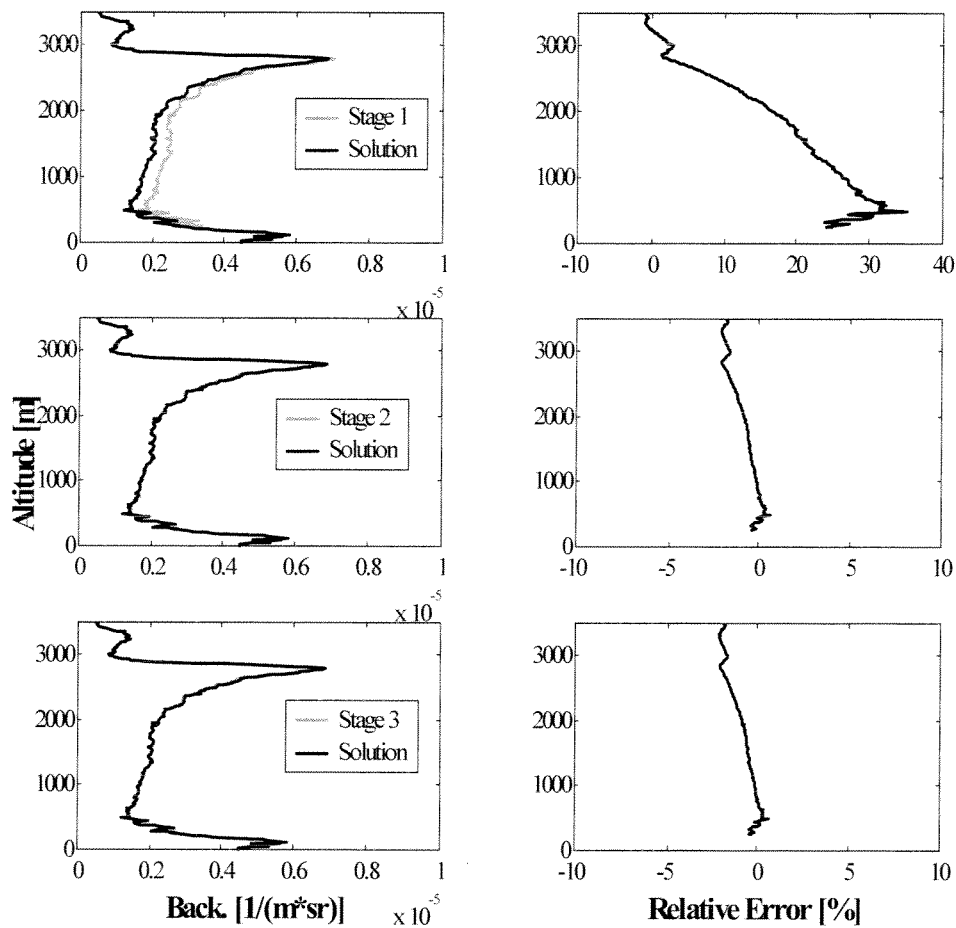 3000
2000
1000
0
Stage 1
Solution
0 0.2 0.4 0.6 0.8 1
x 10^-5
-10 0 10 20 30 40
3000
2000
1000
0
3000
2000
1000
0
Stage 2
Solution
0 0.2 0.4 0.6 0.8 1
x 10^-5
-10 -5 0 5 10
3000
2000
1000
0
Altitude [m]
3000
2000
1000
0
Stage 3
Solution
0 0.2 0.4 0.6 0.8 1
Back. [1/(m*sr)] x 10^-5
3000
2000
1000
0
-10 -5 0 5 10
Relative Error [%]